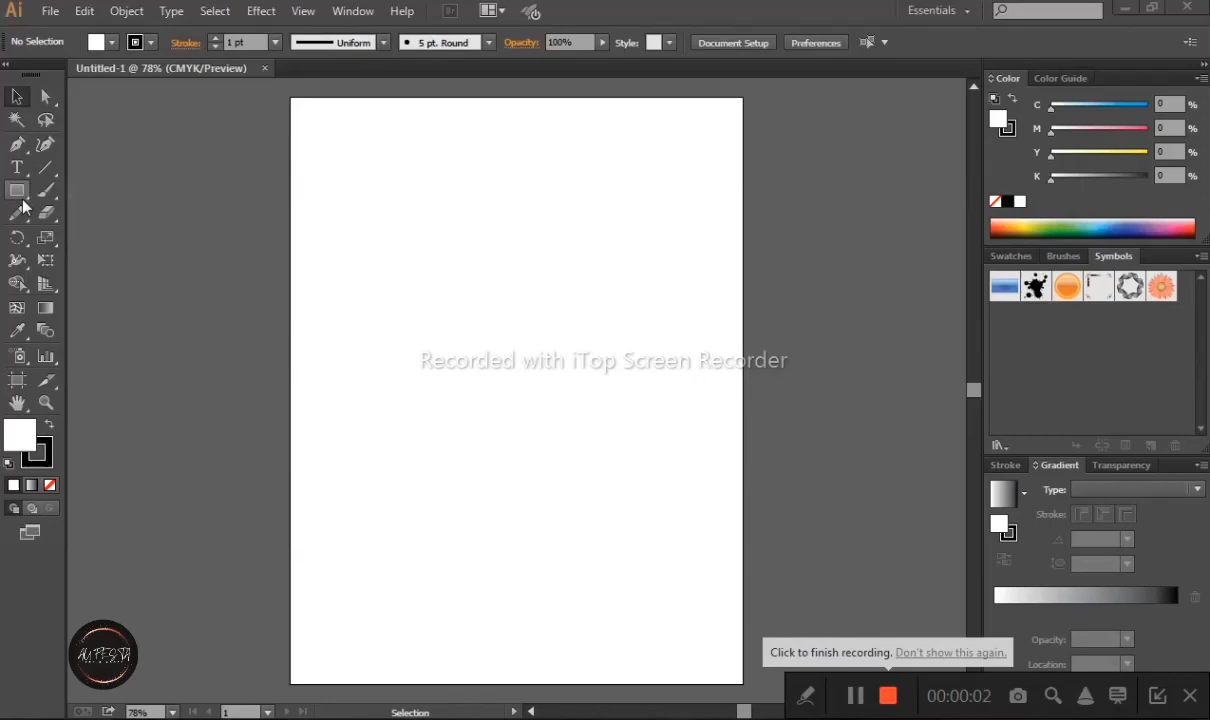 Ai File Edit Object Type Select Effect View Window Help Br Essentials
No Selection Stroke: 1 pt Uniform 5 pt. Round Opacity: 100% Style: Document Setup Preferences
Untitled-1 @ 78% (CMYK/Preview) ×
Color Color Guide
C 0 %
M 0 %
Y 0 %
K 0 %
Swatches Brushes Symbols
Recorded with iTop Screen Recorder
Stroke Gradient Transparency
Type:
Stroke:
Opacity:
Location:
Click to finish recording. Don't show this again.
00:00:02
78% 1 Selection